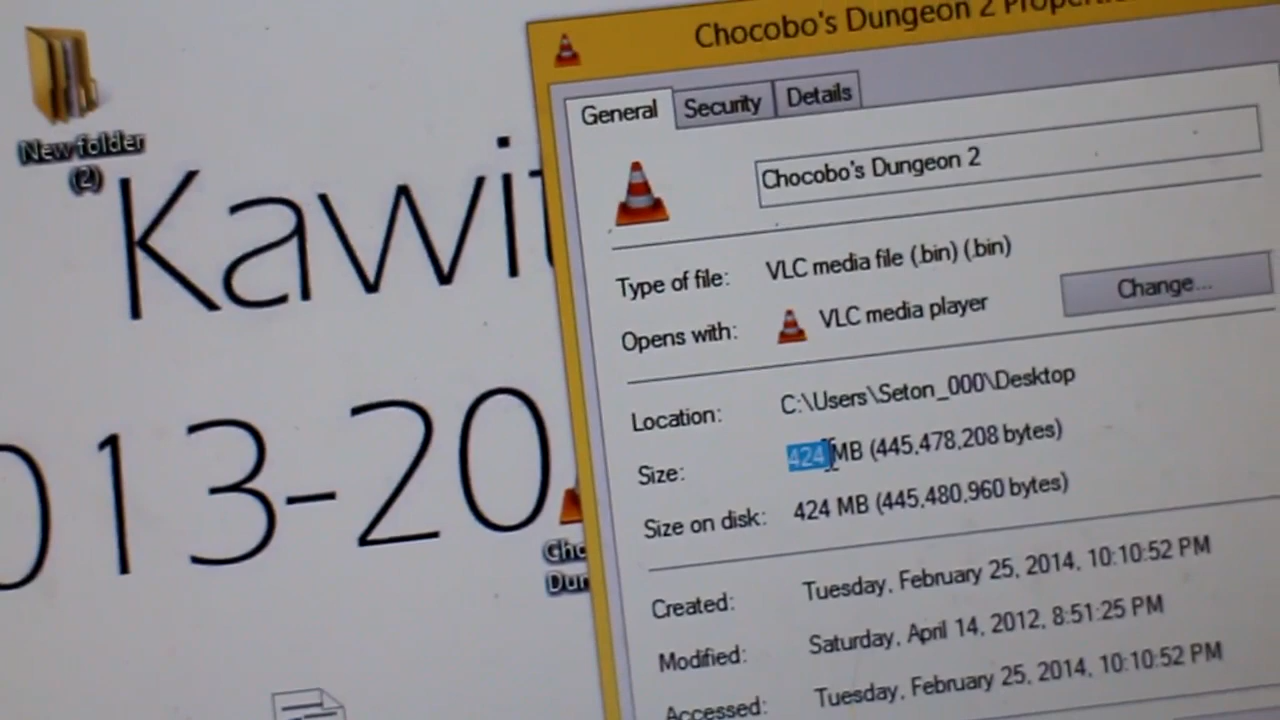 New folder
(2)
Kawi
013-20
Chocobo's Dungeon 2
General
Security
Details
Chocobo's Dungeon 2
Type of file: VLC media file (.bin) (.bin)
Opens with: VLC media player
Change...
Location: C:\Users\Seton_000\Desktop
Size: 424 MB (445,478,208 bytes)
Size on disk: 424 MB (445,480,960 bytes)
Created: Tuesday, February 25, 2014, 10:10:52 PM
Modified: Saturday, April 14, 2012, 8:51:25 PM
Accessed: Tuesday, February 25, 2014, 10:10:52 PM